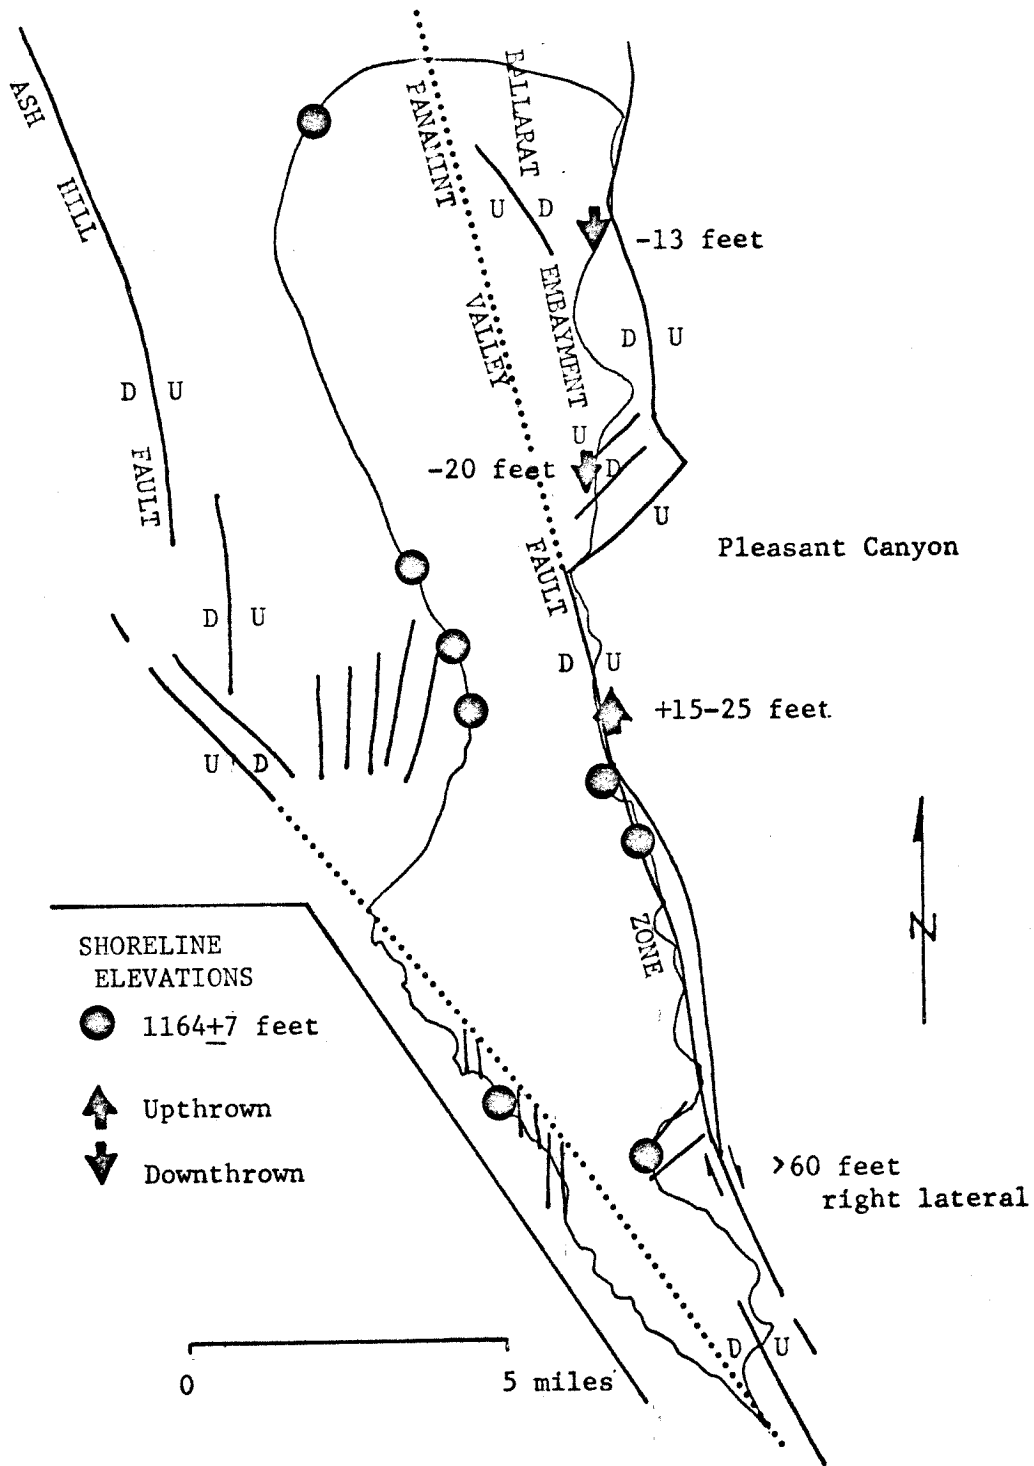 ASH
HILL
FAULT
PANAMINT
VALLEY
FAULT
ZONE
BALLARAT
EMBAYMENT
U D
-13 feet
D U
D U
U
-20 feet
D
U
Pleasant Canyon
D U
D U
+15-25 feet.
U D
SHORELINE
ELEVATIONS
1164±7 feet
Upthrown
Downthrown
N
>60 feet
right lateral
D U
0
5 miles